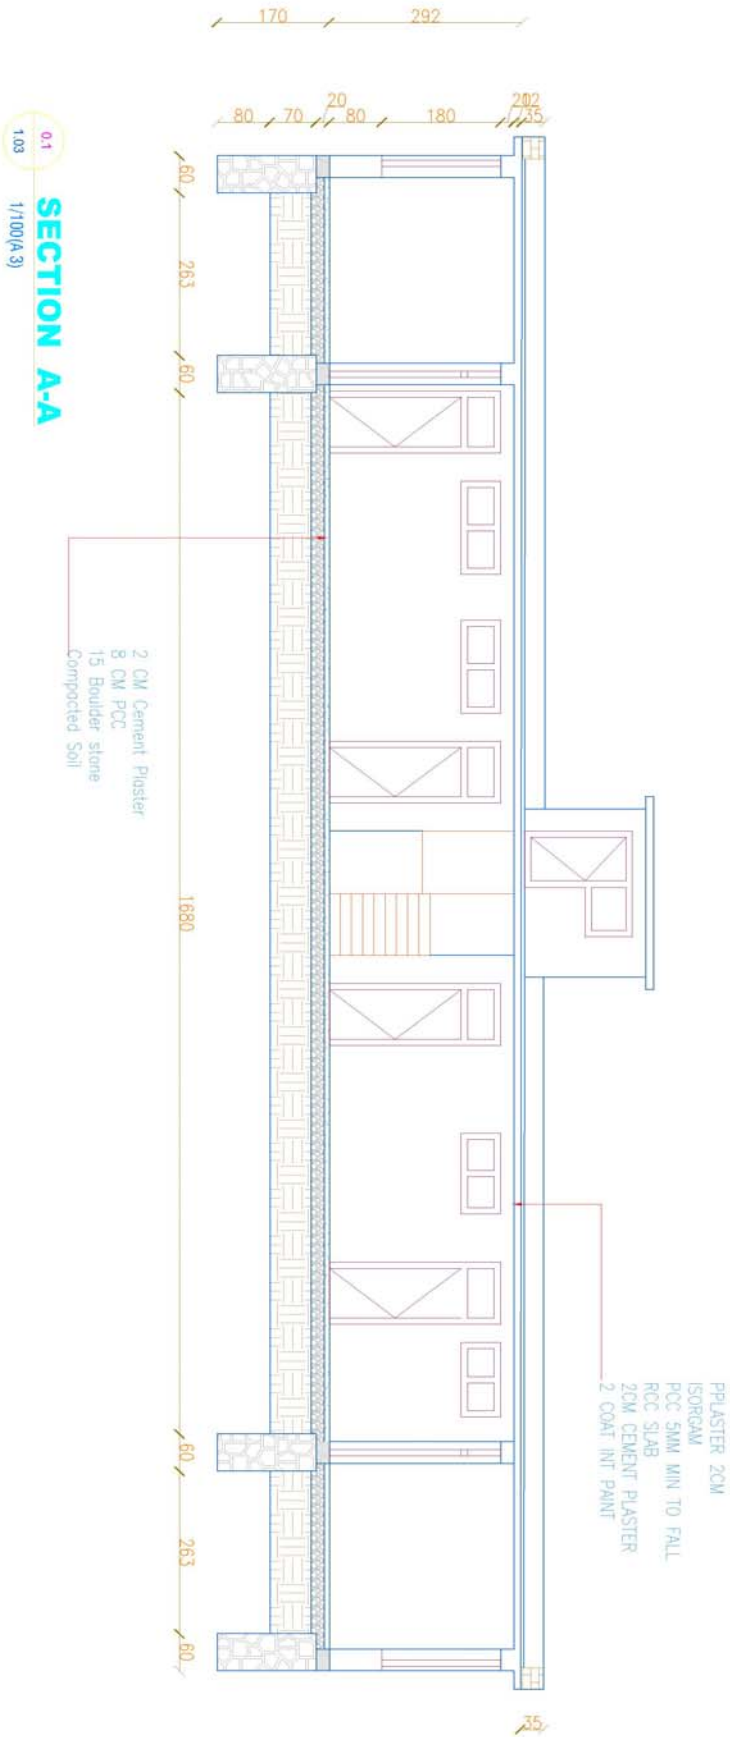 PPLASTER 2CM
ISORGAM
PCC 5MM MIN TO FALL
RCC SLAB
2CM CEMENT PLASTER
2 COAT INT PAINT
35
35
12
20
180
80
20
70
80
292
170
60
263
60
1680
60
263
60
2 CM Cement Plaster
8 CM PCC
15 Boulder stone
Compacted Soil
0.1
1.03
SECTION A-A
1/100(A3)